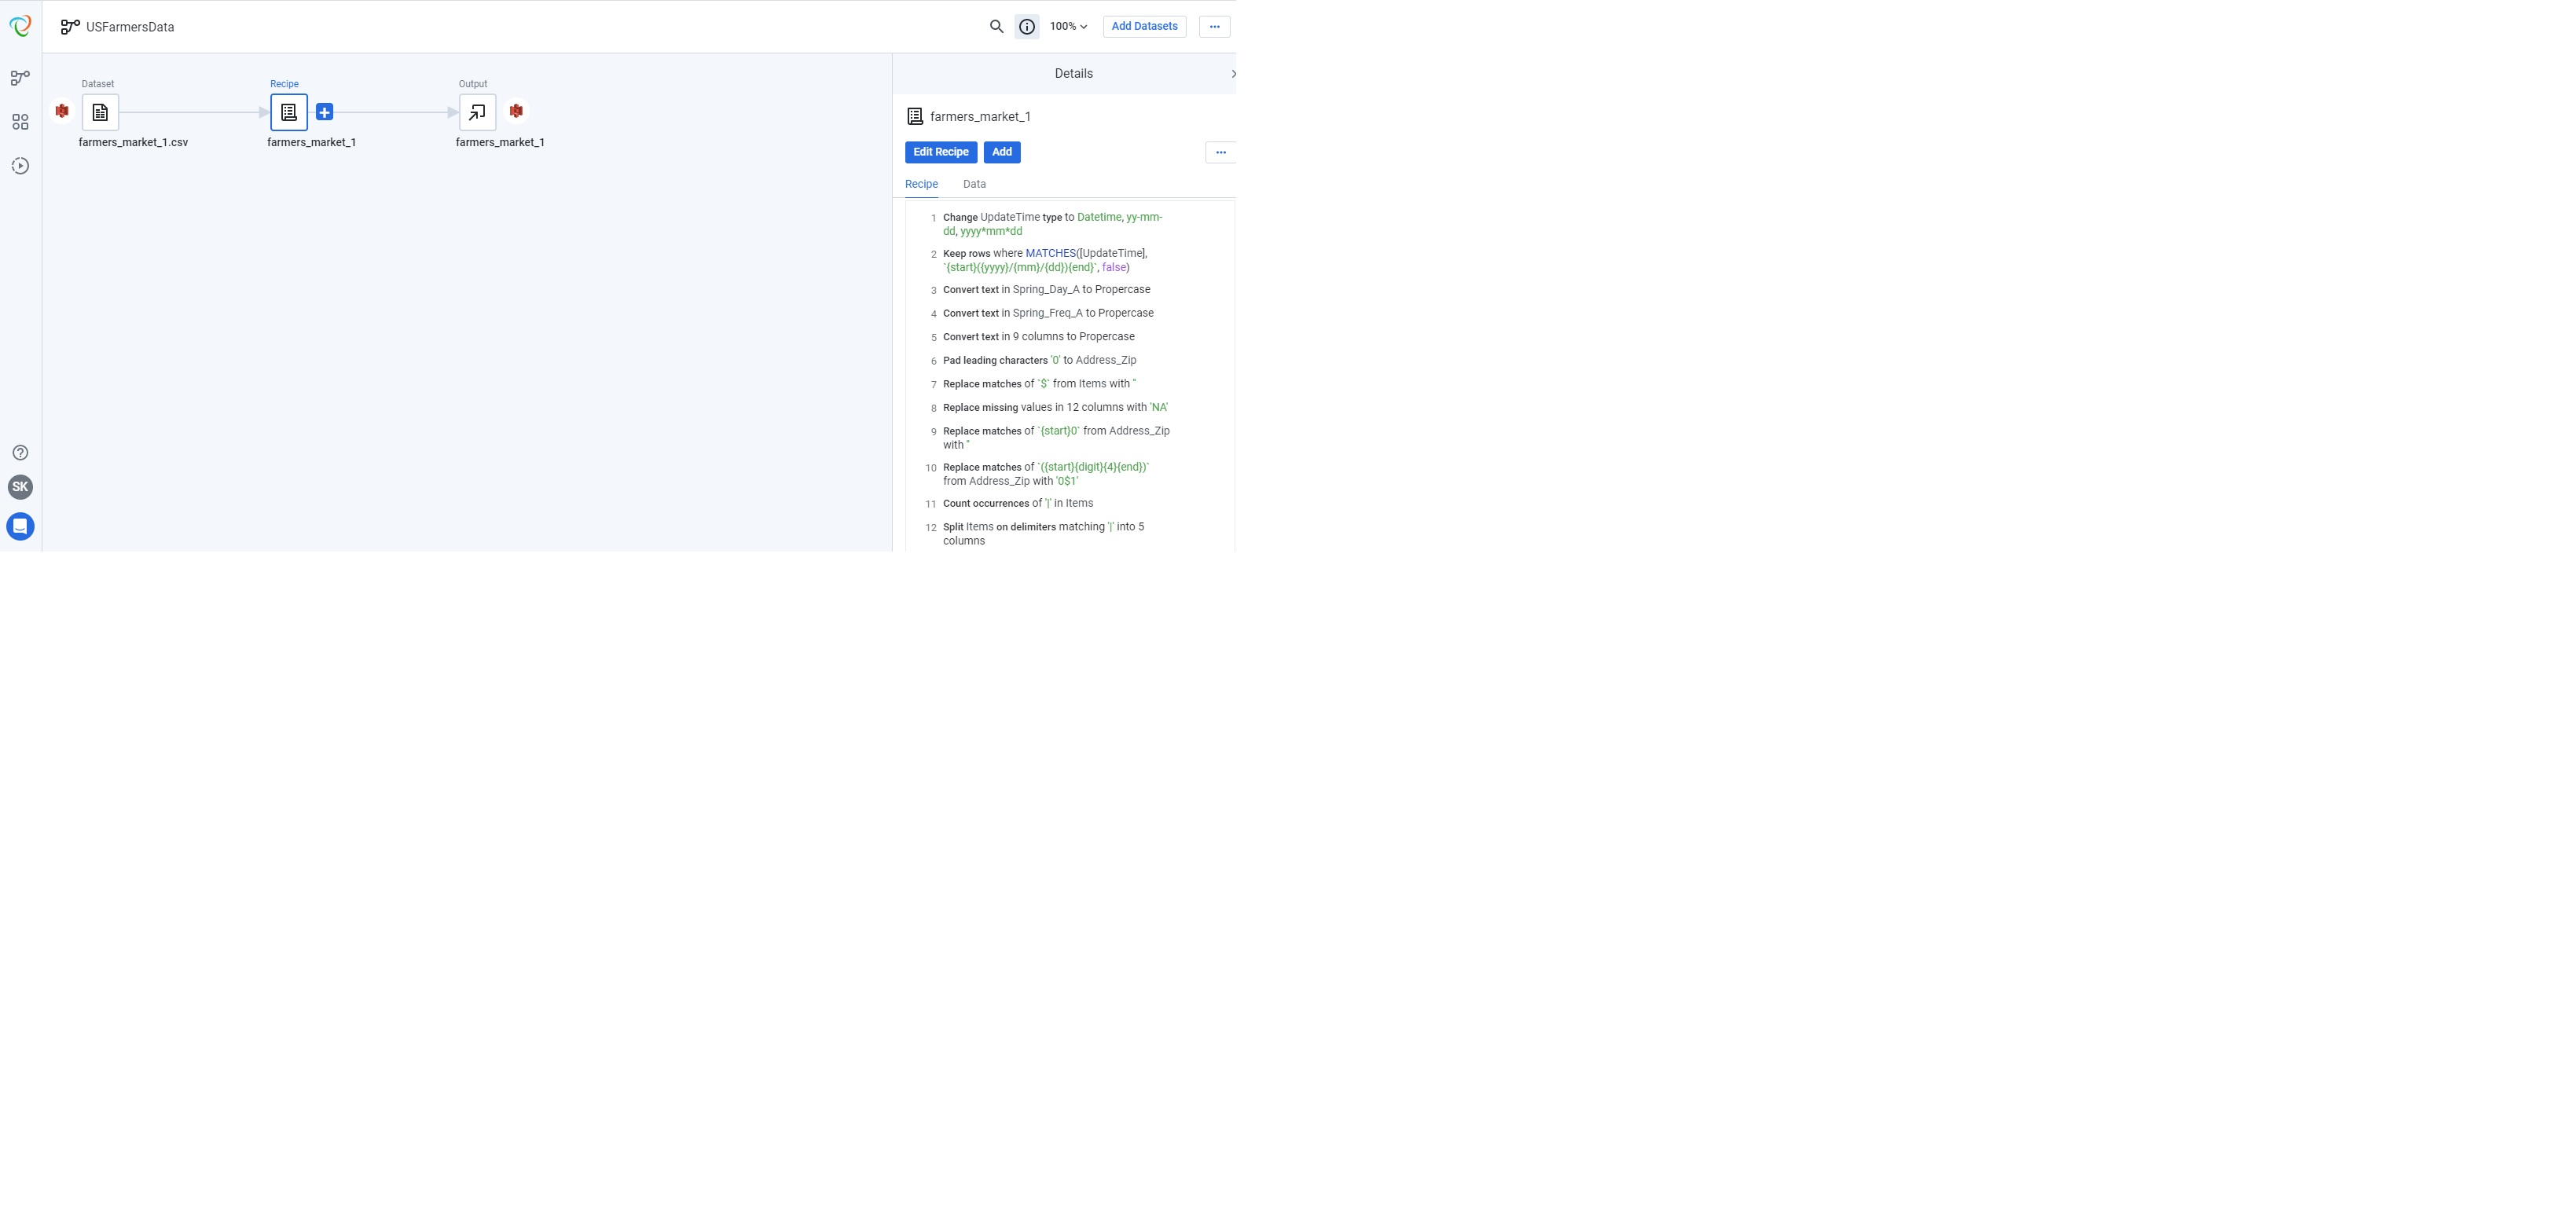 USFarmersData
100%
Add Datasets
Dataset
Recipe
Output
farmers_market_1.csv
farmers_market_1
farmers_market_1
Details
farmers_market_1
Edit Recipe
Add
Recipe
Data
1 Change UpdateTime type to Datetime, yy-mm-
dd, yyyy*mm*dd
2 Keep rows where MATCHES([UpdateTime],
`{start}({yyyy}/{mm}/{dd}){end}`, false)
3 Convert text in Spring_Day_A to Propercase
4 Convert text in Spring_Freq_A to Propercase
5 Convert text in 9 columns to Propercase
6 Pad leading characters '0' to Address_Zip
7 Replace matches of `$` from Items with ''
8 Replace missing values in 12 columns with 'NA'
9 Replace matches of `{start}0` from Address_Zip
with ''
10 Replace matches of `({start}{digit}{4}{end})`
from Address_Zip with '0$1'
11 Count occurrences of '|' in Items
12 Split Items on delimiters matching '|' into 5
columns
SK